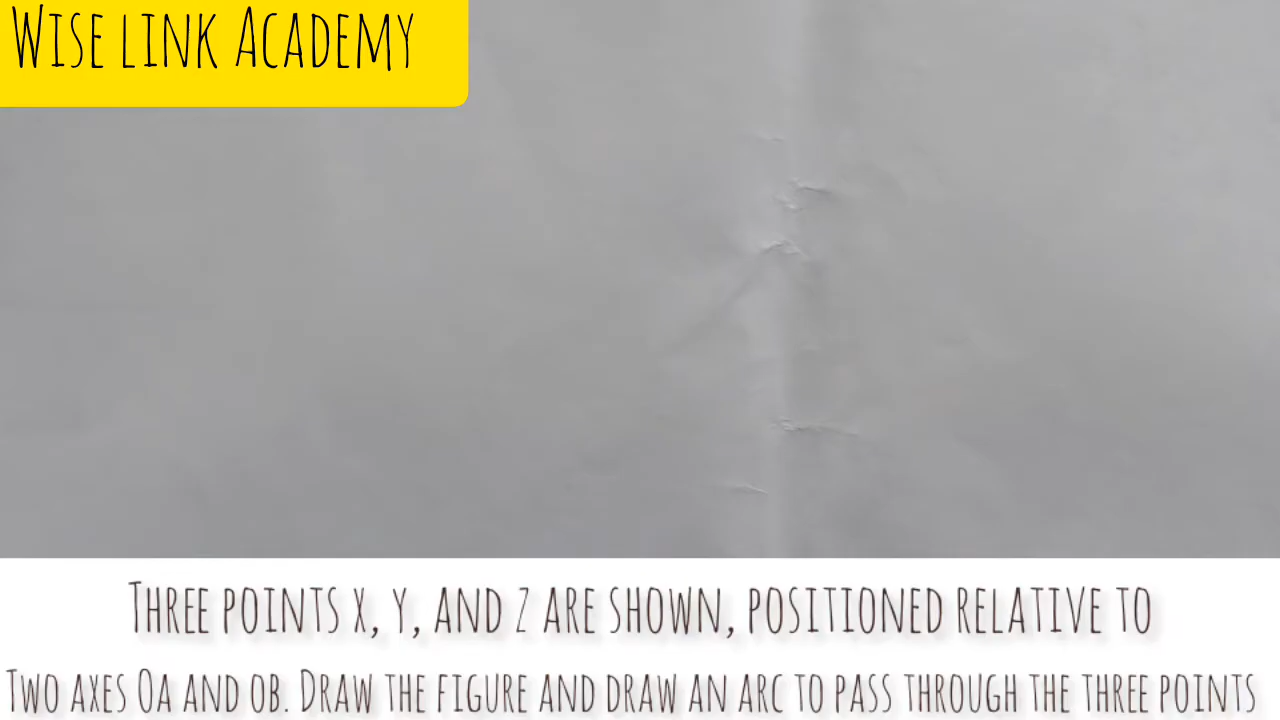 Wise link Academy
Three points x, y, and z are shown, positioned relative to
Two axes OA and OB. Draw the figure and draw an arc to pass through the three points